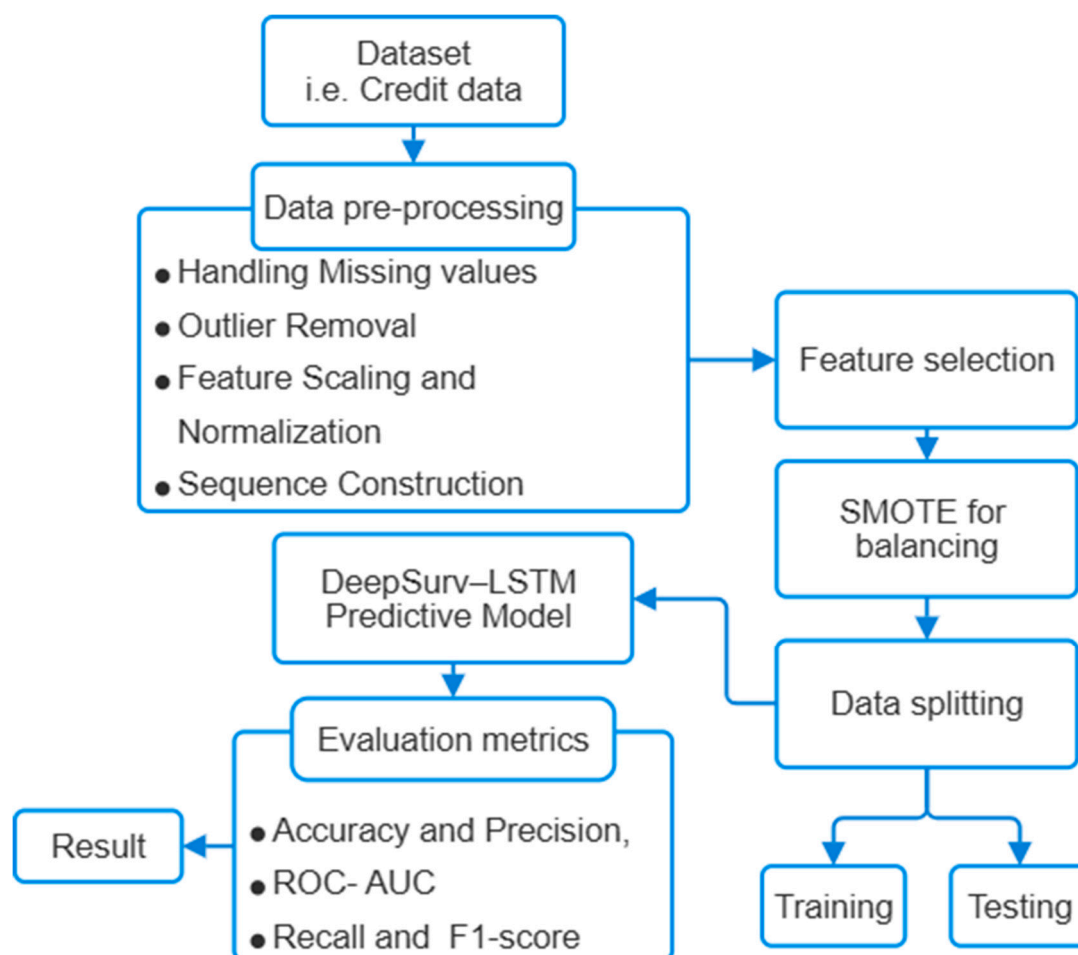 Dataset
i.e. Credit data
Data pre-processing
● Handling Missing values
● Outlier Removal
● Feature Scaling and
Normalization
● Sequence Construction
Feature selection
SMOTE for
balancing
Data splitting
Training
Testing
DeepSurv–LSTM
Predictive Model
Evaluation metrics
● Accuracy and Precision,
● ROC- AUC
● Recall and F1-score
Result